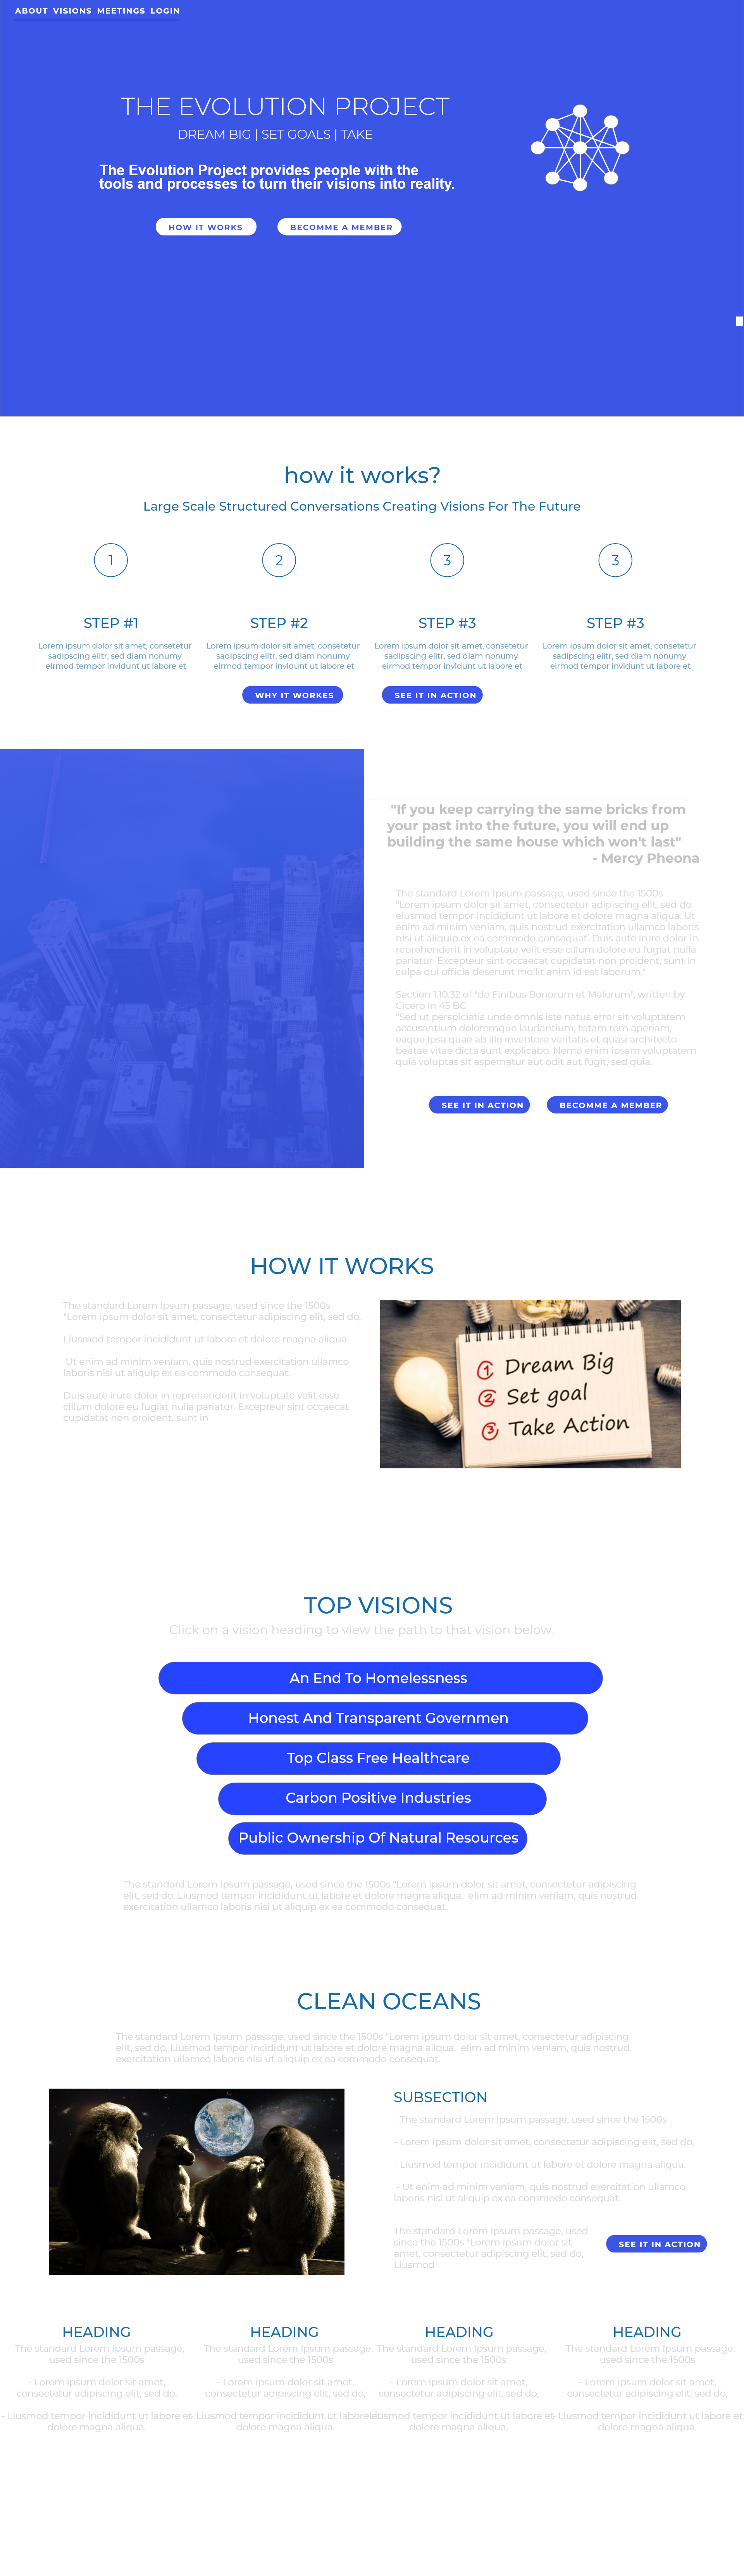 ABOUT VISIONS MEETINGS LOGIN
THE EVOLUTION PROJECT
DREAM BIG | SET GOALS | TAKE
The Evolution Project provides people with the
tools and processes to turn their visions into reality.
HOW IT WORKS
BECOMME A MEMBER
how it works?
Large Scale Structured Conversations Creating Visions For The Future
1
2
3
3
STEP #1
Lorem ipsum dolor sit amet, consetetur
sadipscing elitr, sed diam nonumy
eirmod tempor invidunt ut labore et
STEP #2
Lorem ipsum dolor sit amet, consetetur
sadipscing elitr, sed diam nonumy
eirmod tempor invidunt ut labore et
STEP #3
Lorem ipsum dolor sit amet, consetetur
sadipscing elitr, sed diam nonumy
eirmod tempor invidunt ut labore et
STEP #3
Lorem ipsum dolor sit amet, consetetur
sadipscing elitr, sed diam nonumy
eirmod tempor invidunt ut labore et
WHY IT WORKES
SEE IT IN ACTION
"If you keep carrying the same bricks from
your past into the future, you will end up
building the same house which won't last"
- Mercy Pheona
The standard Lorem Ipsum passage, used since the 1500s
"Lorem ipsum dolor sit amet, consectetur adipiscing elit, sed do
eiusmod tempor incididunt ut labore et dolore magna aliqua. Ut
enim ad minim veniam, quis nostrud exercitation ullamco laboris
nisi ut aliquip ex ea commodo consequat. Duis aute irure dolor in
reprehenderit in voluptate velit esse cillum dolore eu fugiat nulla
pariatur. Excepteur sint occaecat cupidatat non proident, sunt in
culpa qui officia deserunt mollit anim id est laborum."
Section 1.10.32 of "de Finibus Bonorum et Malorum", written by
Cicero in 45 BC
"Sed ut perspiciatis unde omnis iste natus error sit voluptatem
accusantium doloremque laudantium, totam rem aperiam,
eaque ipsa quae ab illo inventore veritatis et quasi architecto
beatae vitae dicta sunt explicabo. Nemo enim ipsam voluptatem
quia voluptas sit aspernatur aut odit aut fugit, sed quia.
SEE IT IN ACTION
BECOMME A MEMBER
HOW IT WORKS
The standard Lorem Ipsum passage, used since the 1500s
"Lorem ipsum dolor sit amet, consectetur adipiscing elit, sed do,
Liusmod tempor incididunt ut labore et dolore magna aliqua.
Ut enim ad minim veniam, quis nostrud exercitation ullamco
laboris nisi ut aliquip ex ea commodo consequat.
Duis aute irure dolor in reprehenderit in voluptate velit esse
cillum dolore eu fugiat nulla pariatur. Excepteur sint occaecat
cupidatat non proident, sunt in
1 Dream Big
2 Set goal
3 Take Action
TOP VISIONS
Click on a vision heading to view the path to that vision below.
An End To Homelessness
Honest And Transparent Governmen
Top Class Free Healthcare
Carbon Positive Industries
Public Ownership Of Natural Resources
The standard Lorem Ipsum passage, used since the 1500s "Lorem ipsum dolor sit amet, consectetur adipiscing
elit, sed do, Liusmod tempor incididunt ut labore et dolore magna aliqua. elim ad minim veniam, quis nostrud
exercitation ullamco laboris nisi ut aliquip ex ea commodo consequat.
CLEAN OCEANS
The standard Lorem Ipsum passage, used since the 1500s "Lorem ipsum dolor sit amet, consectetur adipiscing
elit, sed do, Liusmod tempor incididunt ut labore et dolore magna aliqua. elim ad minim veniam, quis nostrud
exercitation ullamco laboris nisi ut aliquip ex ea commodo consequat.
SUBSECTION
- The standard Lorem Ipsum passage, used since the 1500s
- Lorem ipsum dolor sit amet, consectetur adipiscing elit, sed do,
- Liusmod tempor incididunt ut labore et dolore magna aliqua.
- Ut enim ad minim veniam, quis nostrud exercitation ullamco
laboris nisi ut aliquip ex ea commodo consequat.
The standard Lorem Ipsum passage, used
since the 1500s "Lorem ipsum dolor sit
amet, consectetur adipiscing elit, sed do,
Liusmod
SEE IT IN ACTION
HEADING
- The standard Lorem Ipsum passage,
used since the 1500s
- Lorem ipsum dolor sit amet,
consectetur adipiscing elit, sed do,
- Liusmod tempor incididunt ut labore et
dolore magna aliqua.
HEADING
- The standard Lorem Ipsum passage,
used since the 1500s
- Lorem ipsum dolor sit amet,
consectetur adipiscing elit, sed do,
- Liusmod tempor incididunt ut labore et
dolore magna aliqua.
HEADING
- The standard Lorem Ipsum passage,
used since the 1500s
- Lorem ipsum dolor sit amet,
consectetur adipiscing elit, sed do,
- Liusmod tempor incididunt ut labore et
dolore magna aliqua.
HEADING
- The standard Lorem Ipsum passage,
used since the 1500s
- Lorem ipsum dolor sit amet,
consectetur adipiscing elit, sed do,
- Liusmod tempor incididunt ut labore et
dolore magna aliqua.